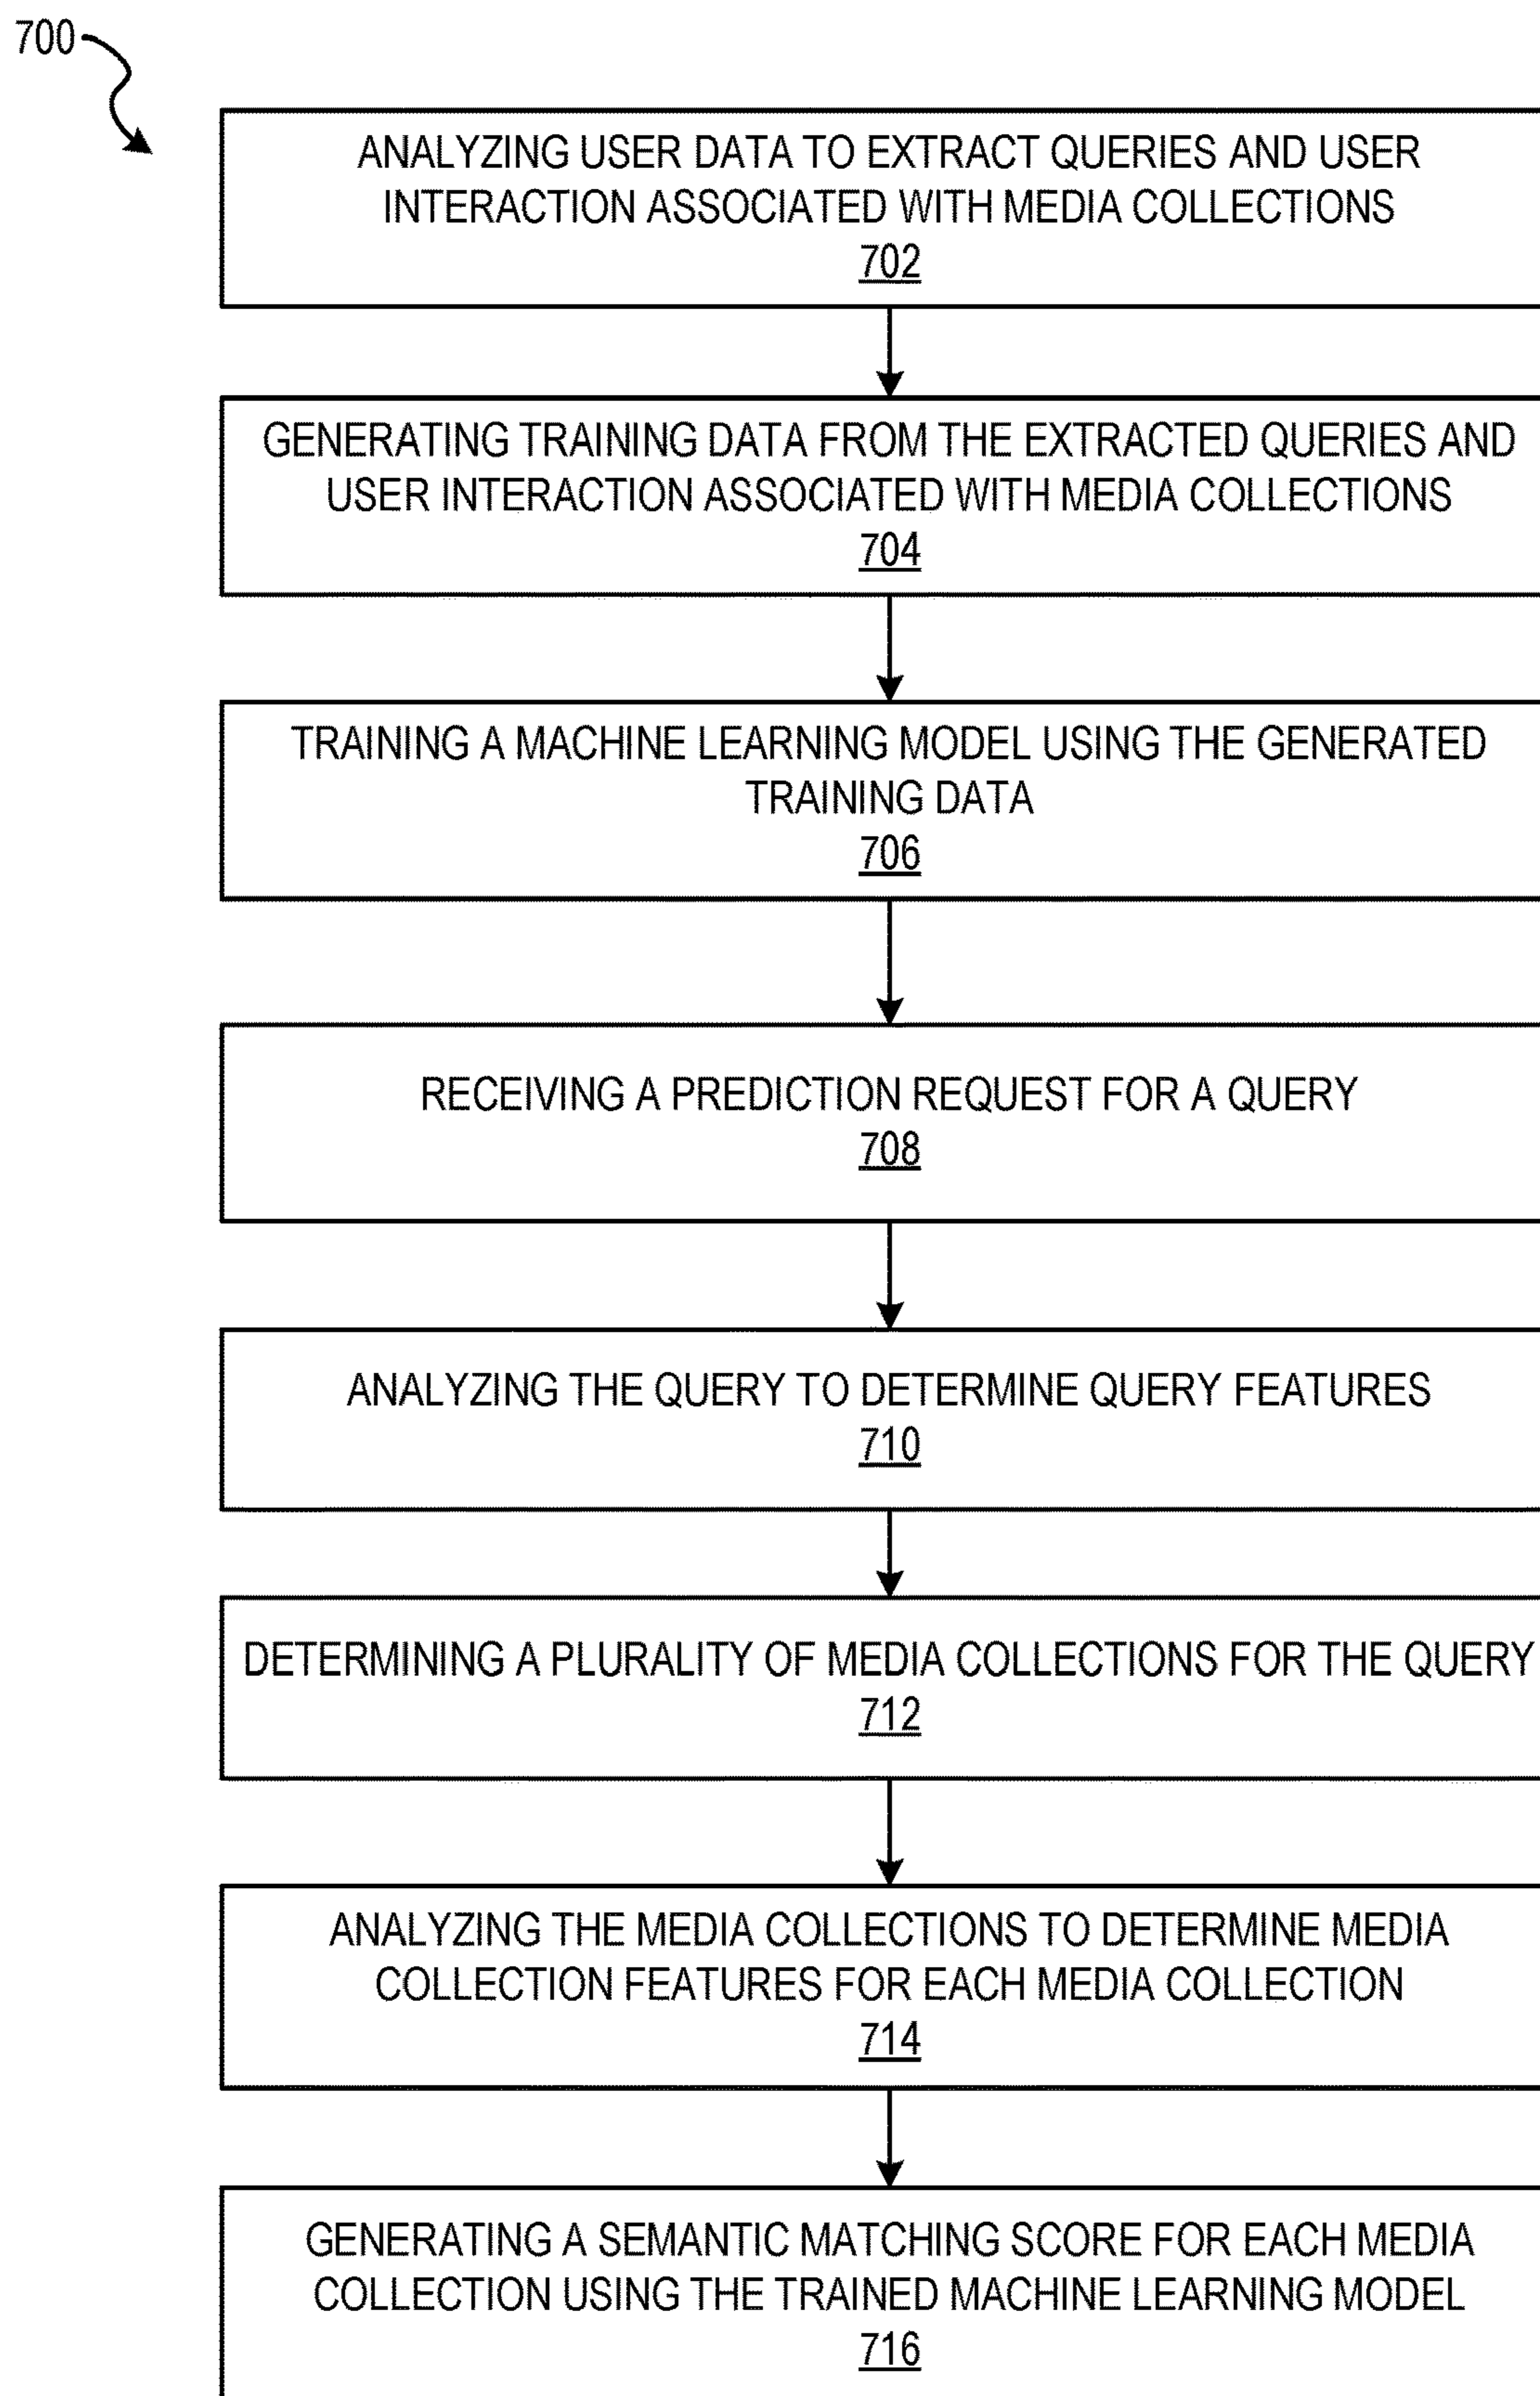 700
ANALYZING USER DATA TO EXTRACT QUERIES AND USER
INTERACTION ASSOCIATED WITH MEDIA COLLECTIONS
702
GENERATING TRAINING DATA FROM THE EXTRACTED QUERIES AND
USER INTERACTION ASSOCIATED WITH MEDIA COLLECTIONS
704
TRAINING A MACHINE LEARNING MODEL USING THE GENERATED
TRAINING DATA
706
RECEIVING A PREDICTION REQUEST FOR A QUERY
708
ANALYZING THE QUERY TO DETERMINE QUERY FEATURES
710
DETERMINING A PLURALITY OF MEDIA COLLECTIONS FOR THE QUERY
712
ANALYZING THE MEDIA COLLECTIONS TO DETERMINE MEDIA
COLLECTION FEATURES FOR EACH MEDIA COLLECTION
714
GENERATING A SEMANTIC MATCHING SCORE FOR EACH MEDIA
COLLECTION USING THE TRAINED MACHINE LEARNING MODEL
716